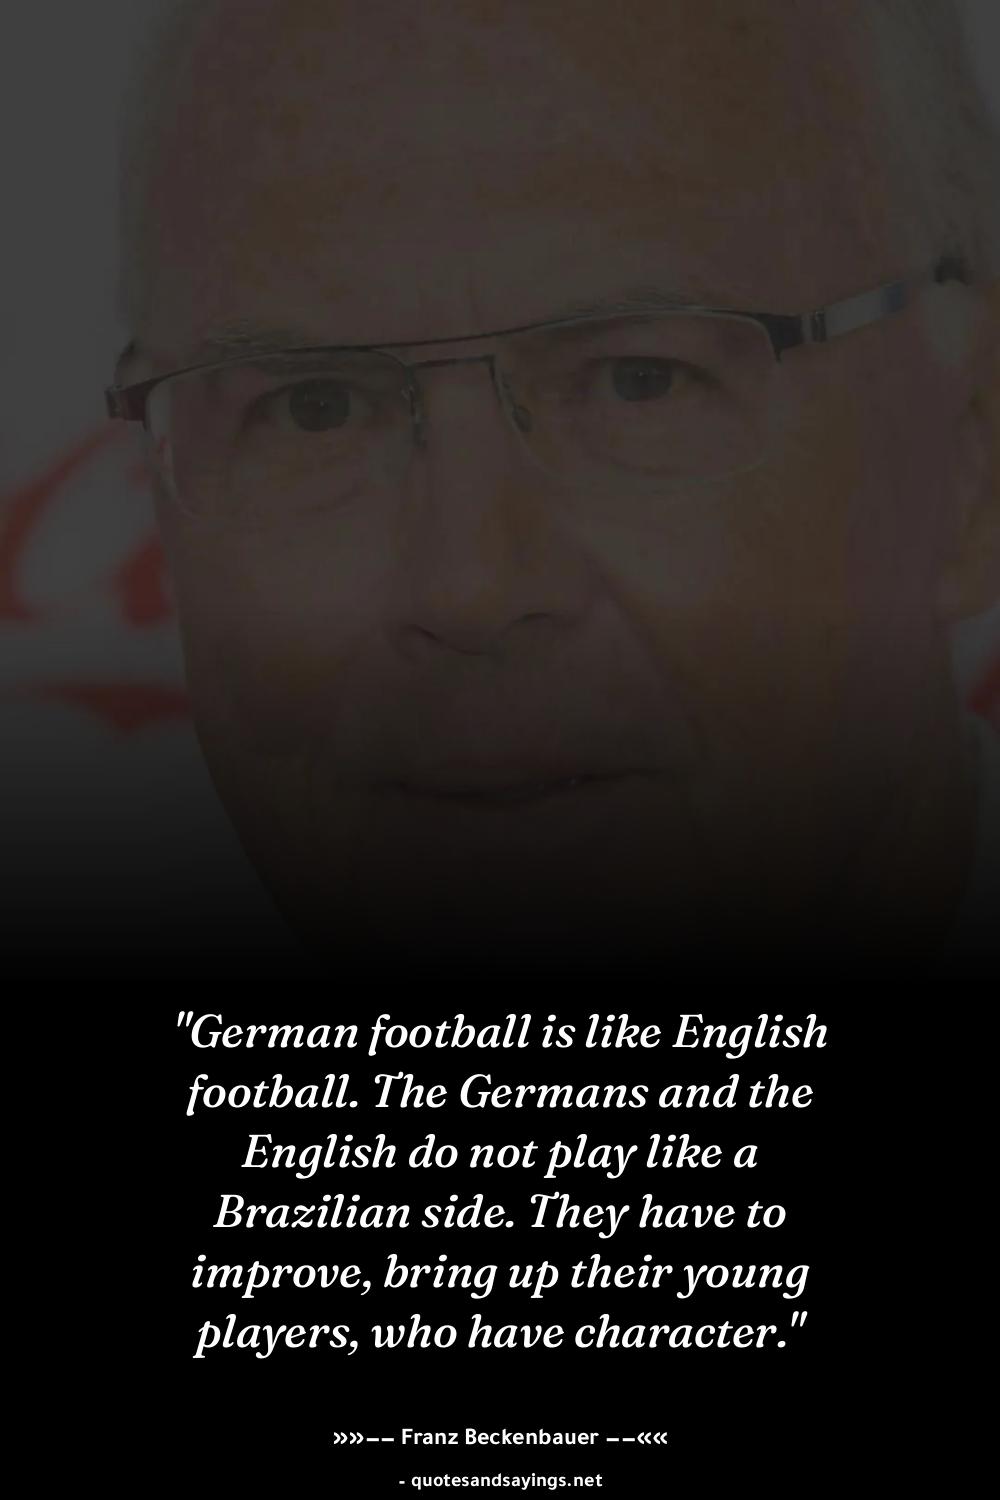 "German football is like English
football. The Germans and the
English do not play like a
Brazilian side. They have to
improve, bring up their young
players, who have character."
»»−− Franz Beckenbauer −−««
- quotesandsayings.net